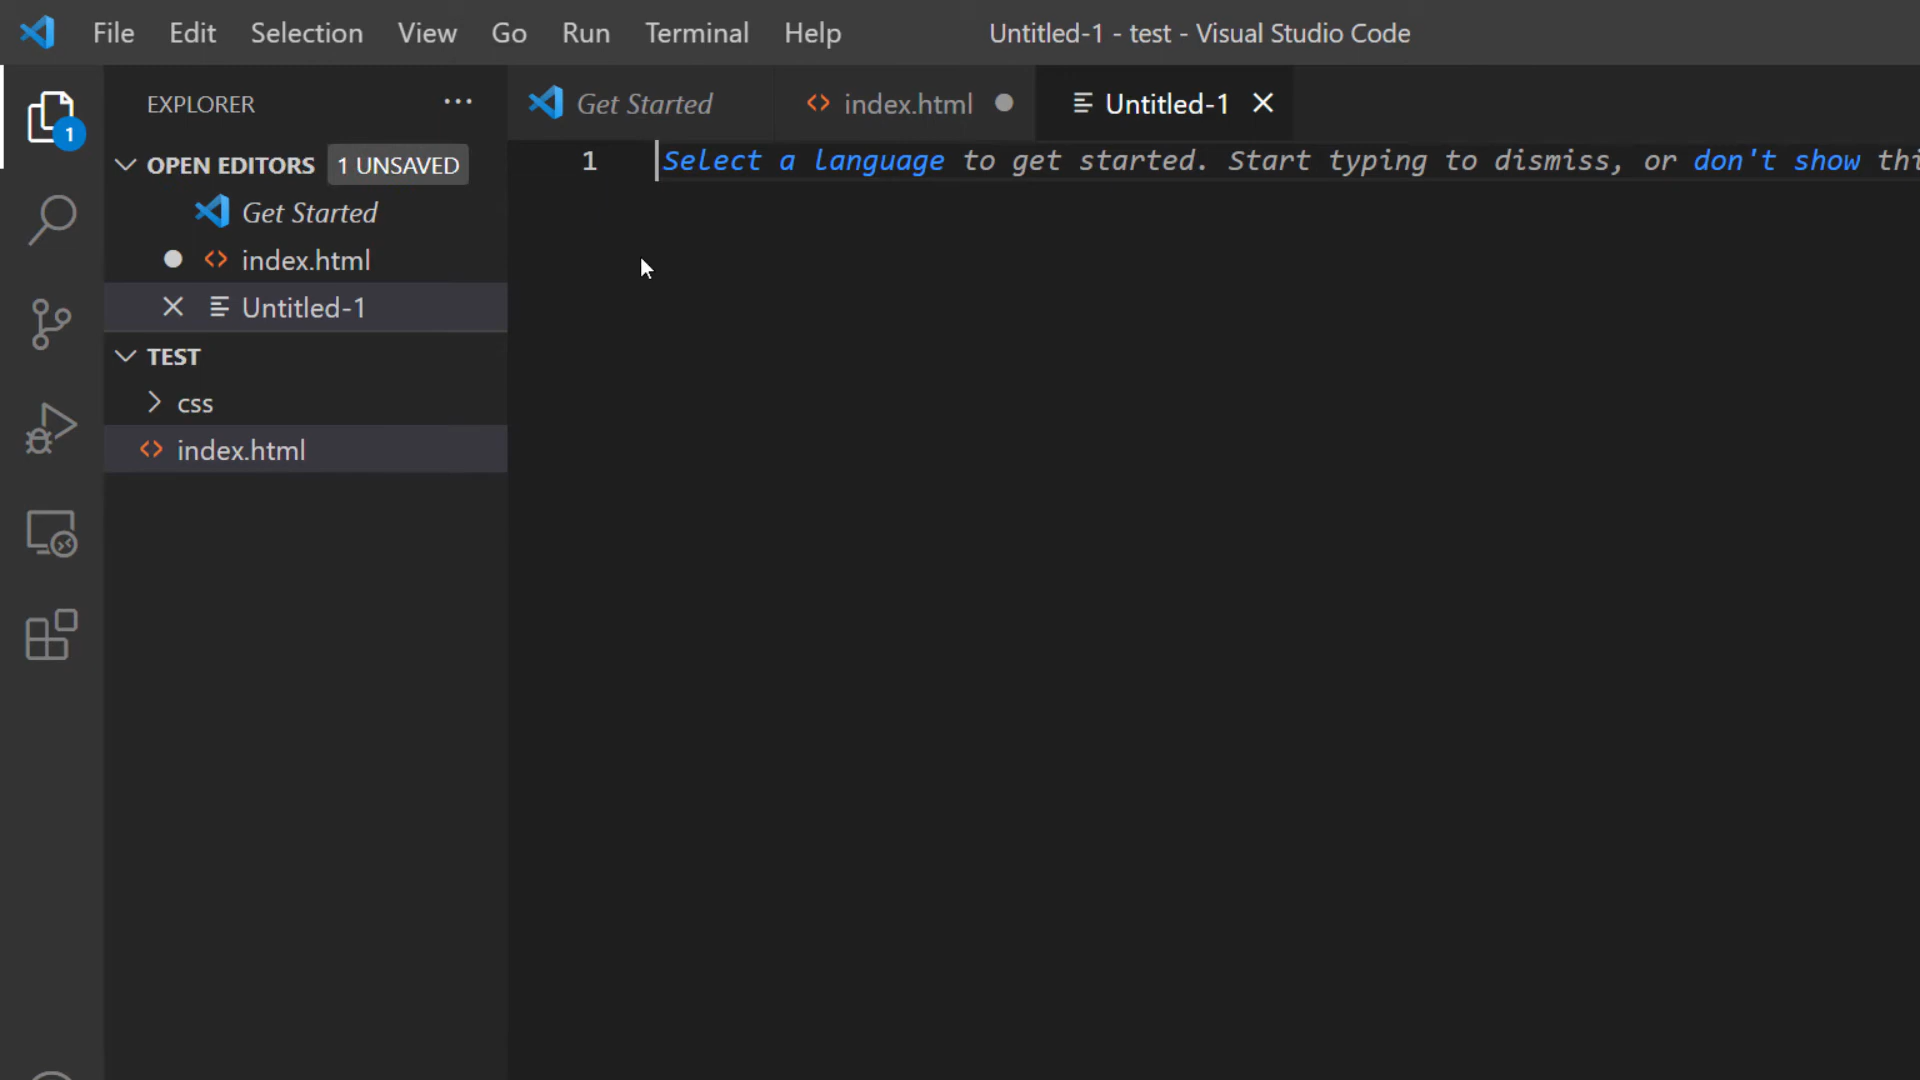 File Edit Selection View Go Run Terminal Help Untitled-1 - test - Visual Studio Code
EXPLORER
Get Started index.html Untitled-1
1
OPEN EDITORS 1 UNSAVED
Get Started
index.html
Untitled-1
TEST
css
index.html
1 Select a language to get started. Start typing to dismiss, or don't show thi